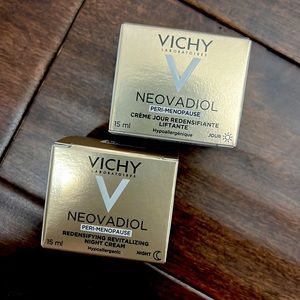 VICHY
LABORATOIRES
NEOVADIOL
PERI-MENOPAUSE
CRÈME JOUR REDENSIFIANTE
LIFTANTE
Hypoallergénique
15 ml
JOUR
VICHY
LABORATOIRES
NEOVADIOL
PERI-MENOPAUSE
REDENSIFYING REVITALIZING
NIGHT CREAM
Hypoallergenic
15 ml
NIGHT